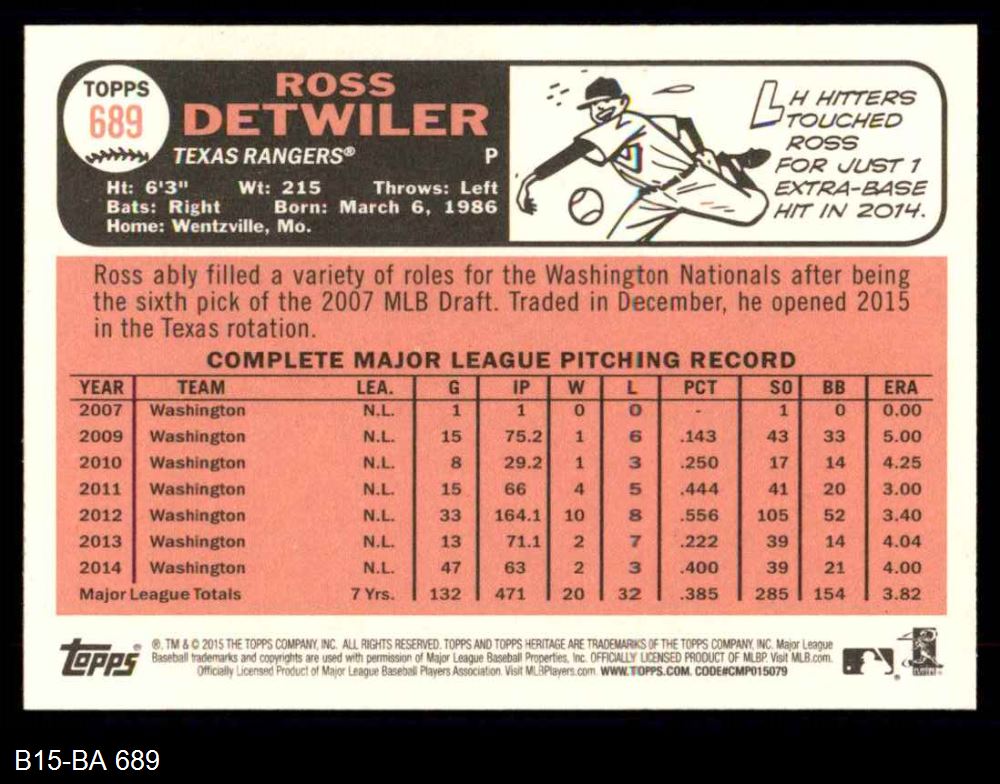 TOPPS
689
ROSS
DETWILER
TEXAS RANGERS® P
Ht: 6'3" Wt: 215 Throws: Left
Bats: Right Born: March 6, 1986
Home: Wentzville, Mo.
LH HITTERS
TOUCHED
ROSS
FOR JUST 1
EXTRA-BASE
HIT IN 2014.
Ross ably filled a variety of roles for the Washington Nationals after being
the sixth pick of the 2007 MLB Draft. Traded in December, he opened 2015
in the Texas rotation.
COMPLETE MAJOR LEAGUE PITCHING RECORD
YEAR TEAM LEA. G IP W L PCT SO BB ERA
2007 Washington N.L. 1 1 0 0 - 1 0 0.00
2009 Washington N.L. 15 75.2 1 6 .143 43 33 5.00
2010 Washington N.L. 8 29.2 1 3 .250 17 14 4.25
2011 Washington N.L. 15 66 4 5 .444 41 20 3.00
2012 Washington N.L. 33 164.1 10 8 .556 105 52 3.40
2013 Washington N.L. 13 71.1 2 7 .222 39 14 4.04
2014 Washington N.L. 47 63 2 3 .400 39 21 4.00
Major League Totals 7 Yrs. 132 471 20 32 .385 285 154 3.82
topps®
®, TM & © 2015 THE TOPPS COMPANY, INC. ALL RIGHTS RESERVED. TOPPS AND TOPPS HERITAGE ARE TRADEMARKS OF THE TOPPS COMPANY, INC. Major League
Baseball trademarks and copyrights are used with permission of Major League Baseball Properties, Inc. OFFICIALLY LICENSED PRODUCT OF MLBP. Visit MLB.com.
Officially Licensed Product of Major League Baseball Players Association. Visit MLBPlayers.com. WWW.TOPPS.COM. CODE#CMP015079
B15-BA 689